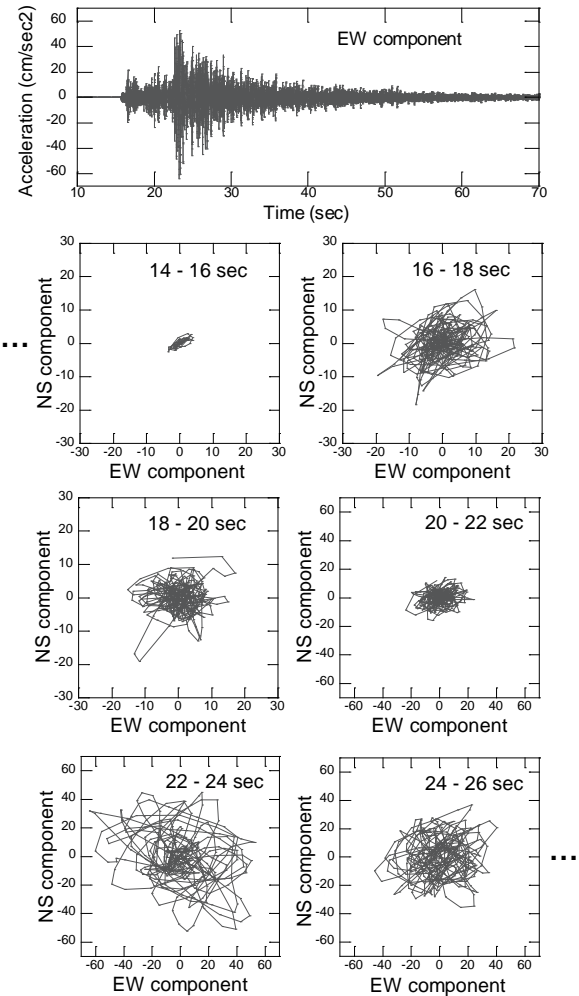 60
40
20
0
-20
-40
-60
Acceleration (cm/sec2)
EW component
10 20 30 40 50 60 70
Time (sec)
30
20
10
0
-10
-20
-30
NS component
14 - 16 sec
-30 -20 -10 0 10 20 30
EW component
...
30
20
10
0
-10
-20
-30
NS component
16 - 18 sec
-30 -20 -10 0 10 20 30
EW component
30
20
10
0
-10
-20
-30
NS component
18 - 20 sec
-30 -20 -10 0 10 20 30
EW component
60
40
20
0
-20
-40
-60
NS component
20 - 22 sec
-60 -40 -20 0 20 40 60
EW component
60
40
20
0
-20
-40
-60
NS component
22 - 24 sec
-60 -40 -20 0 20 40 60
EW component
60
40
20
0
-20
-40
-60
NS component
24 - 26 sec
-60 -40 -20 0 20 40 60
EW component
...